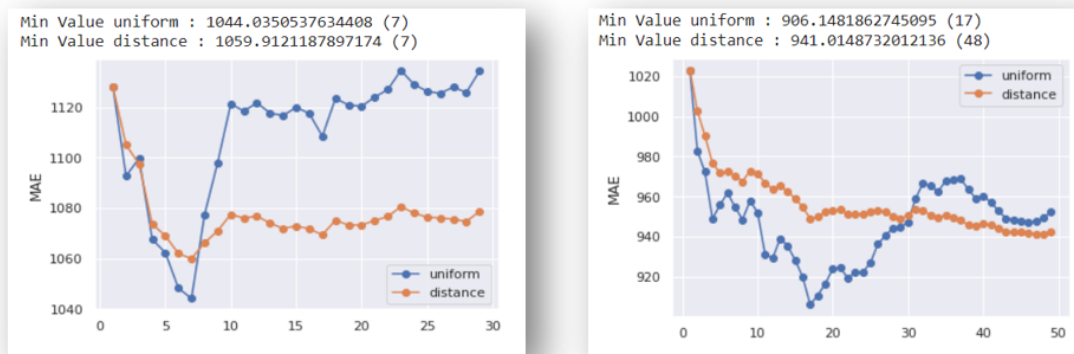 Min Value uniform : 1044.0350537634408 (7)
Min Value distance : 1059.9121187897174 (7)
1120
1100
1080
1060
1040
MAE
0 5 10 15 20 25 30
uniform
distance
Min Value uniform : 906.1481862745095 (17)
Min Value distance : 941.0148732012136 (48)
1020
1000
980
960
940
920
MAE
0 10 20 30 40 50
uniform
distance